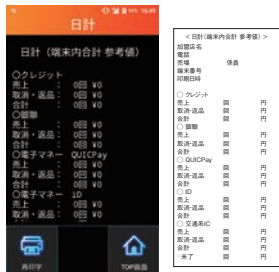 16:49
日計
日計（端末内合計 参考値）
○クレジット
売上 ： 0回 ¥0
取消・返品： 0回 ¥0
合計 ： 0回 ¥0
○銀聯
売上 ： 0回 ¥0
取消・返品： 0回 ¥0
合計 ： 0回 ¥0
○電子マネー QUICPay
売上 ： 0回 ¥0
取消・返品： 0回 ¥0
合計 ： 0回 ¥0
○電子マネー iD
売上 ： 0回 ¥0
取消・返品： 0回 ¥0
合計 ： 0回 ¥0
再印字
TOP画面
＜日計（端末内合計 参考値）＞
加盟店名
電話
売場 係員
端末番号
印刷日時
○ クレジット
売上 回 円
取消・返品 回 円
合計 回 円
○ 銀聯
売上 回 円
取消・返品 回 円
合計 回 円
○ QUICPay
売上 回 円
取消・返品 回 円
合計 回 円
○ ID
売上 回 円
取消・返品 回 円
合計 回 円
○ 交通系IC
売上 回 円
取消・返品 回 円
合計 回 円
未了 回 円